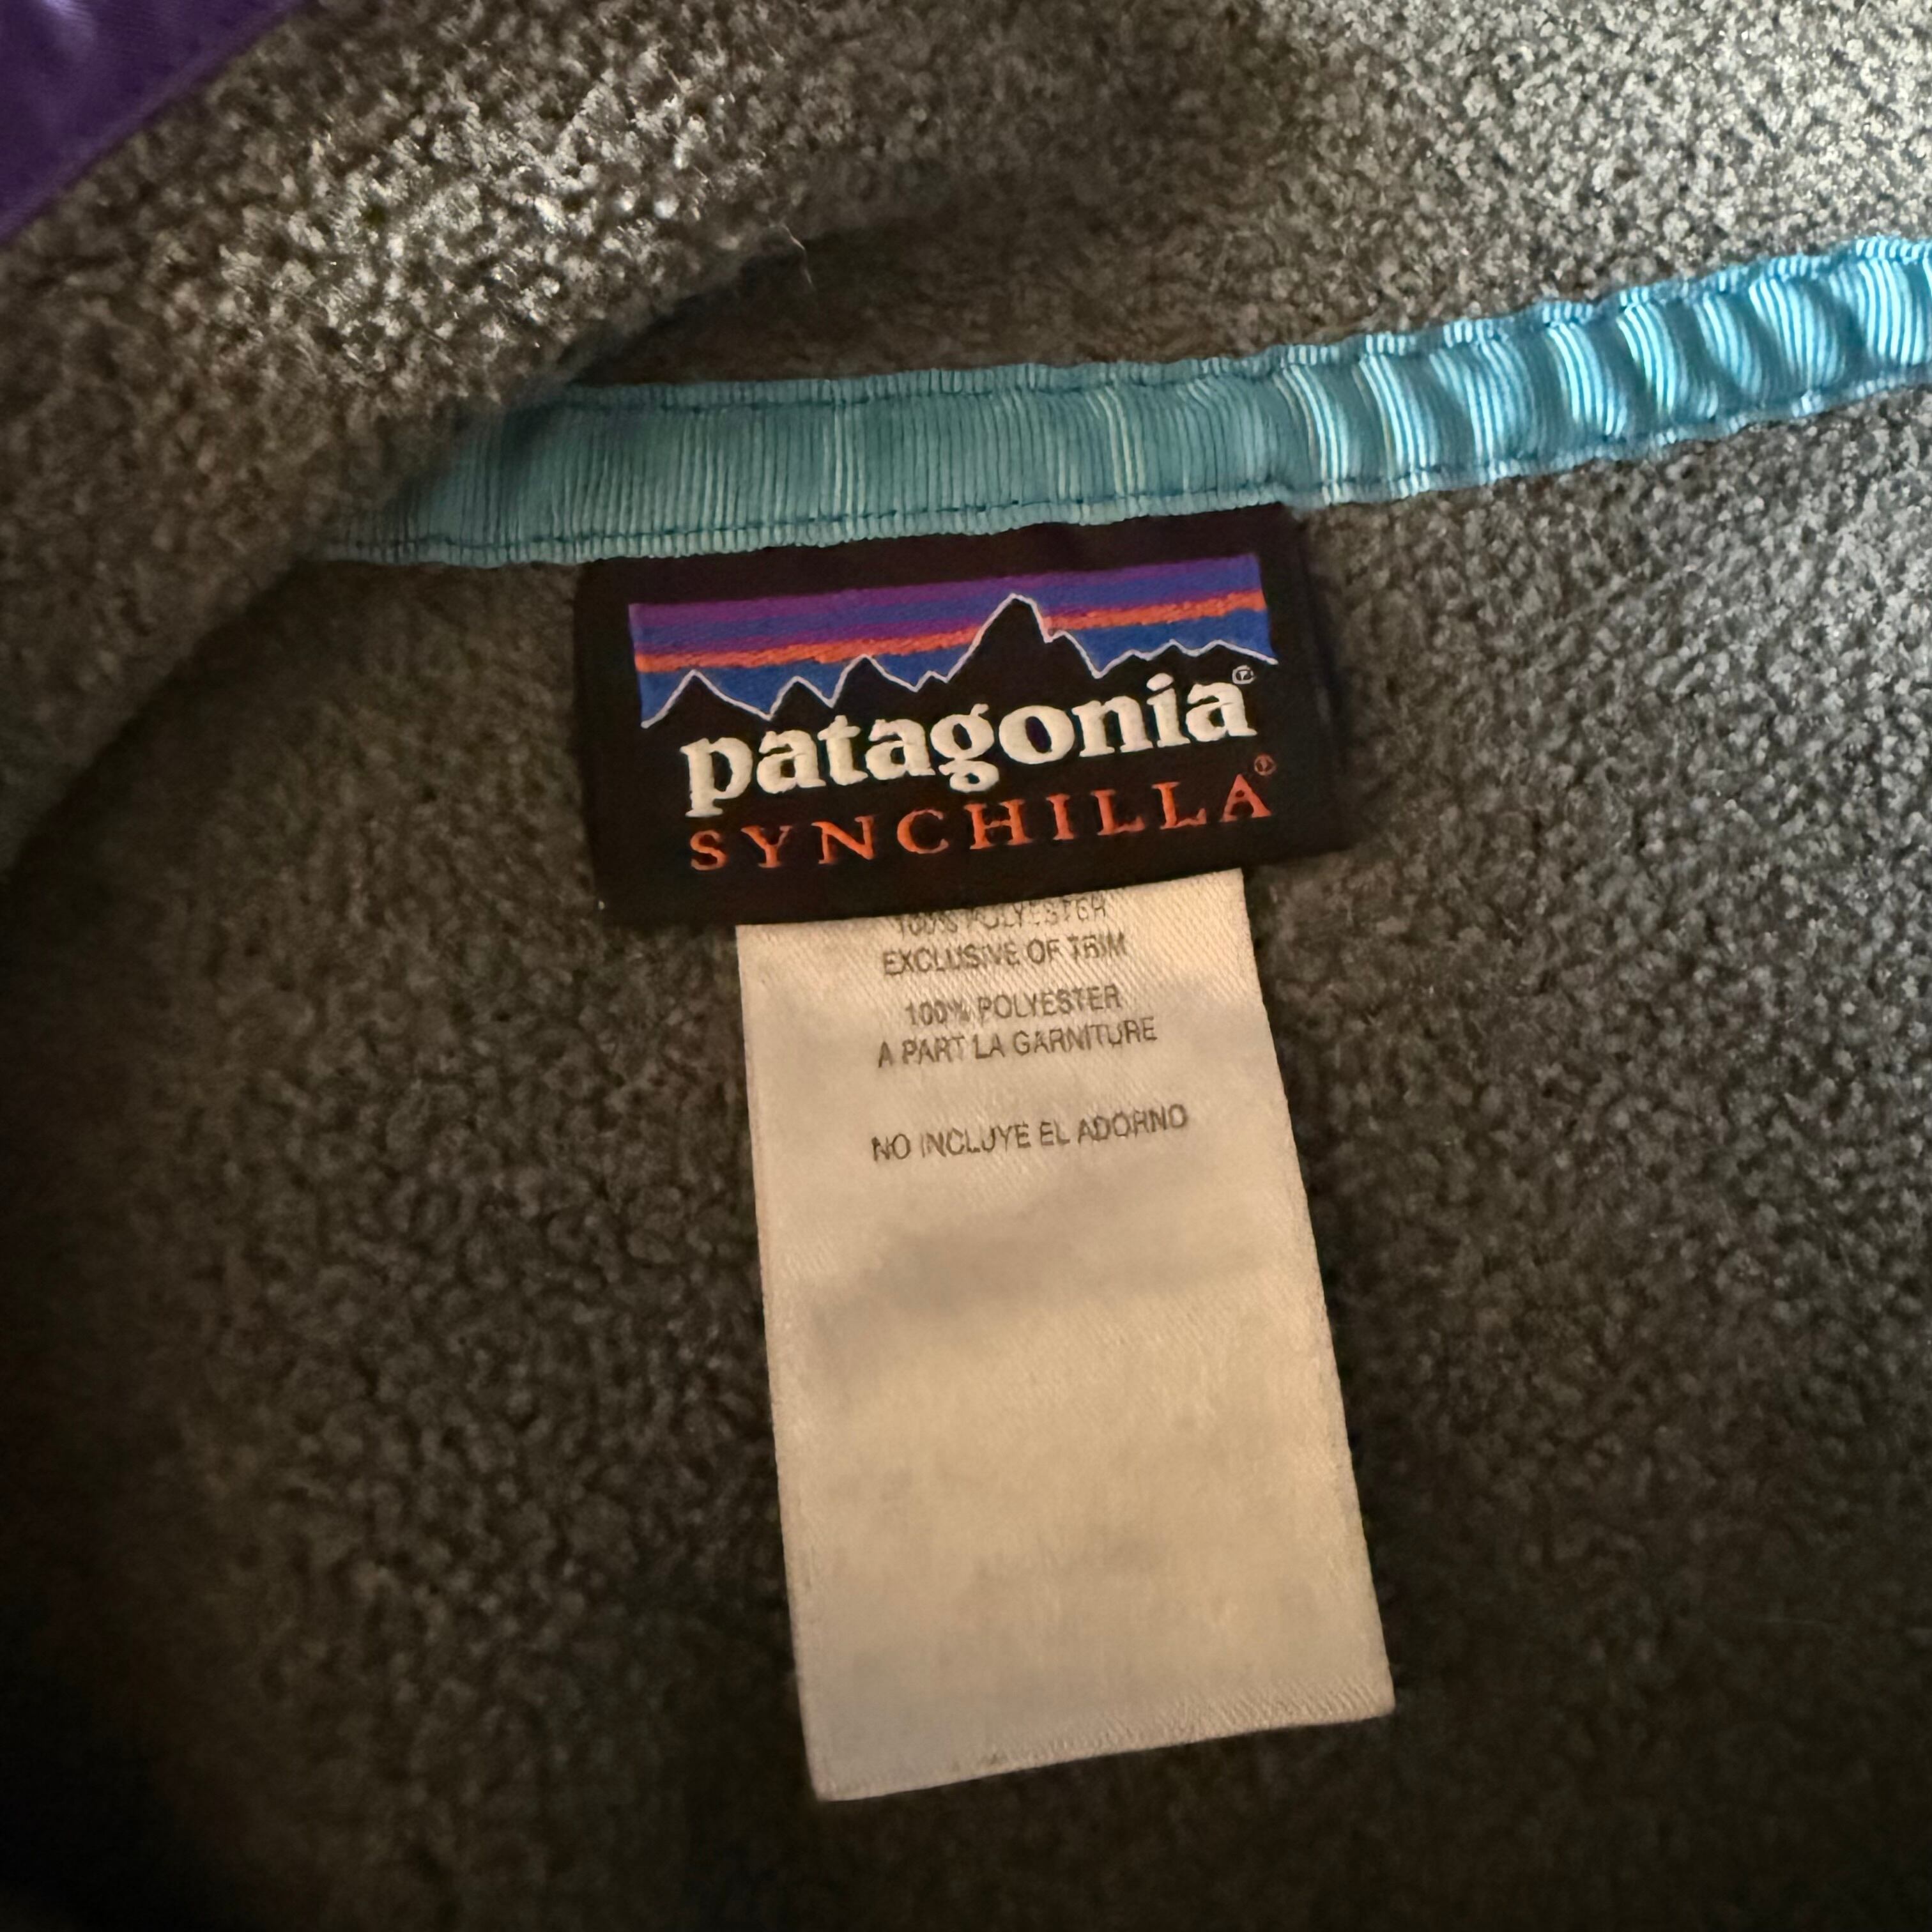 patagonia®
SYNCHILLA®
100% POLYESTER
EXCLUSIVE OF TRIM
100% POLYESTER
A PART LA GARNITURE
NO INCLUYE EL ADORNO